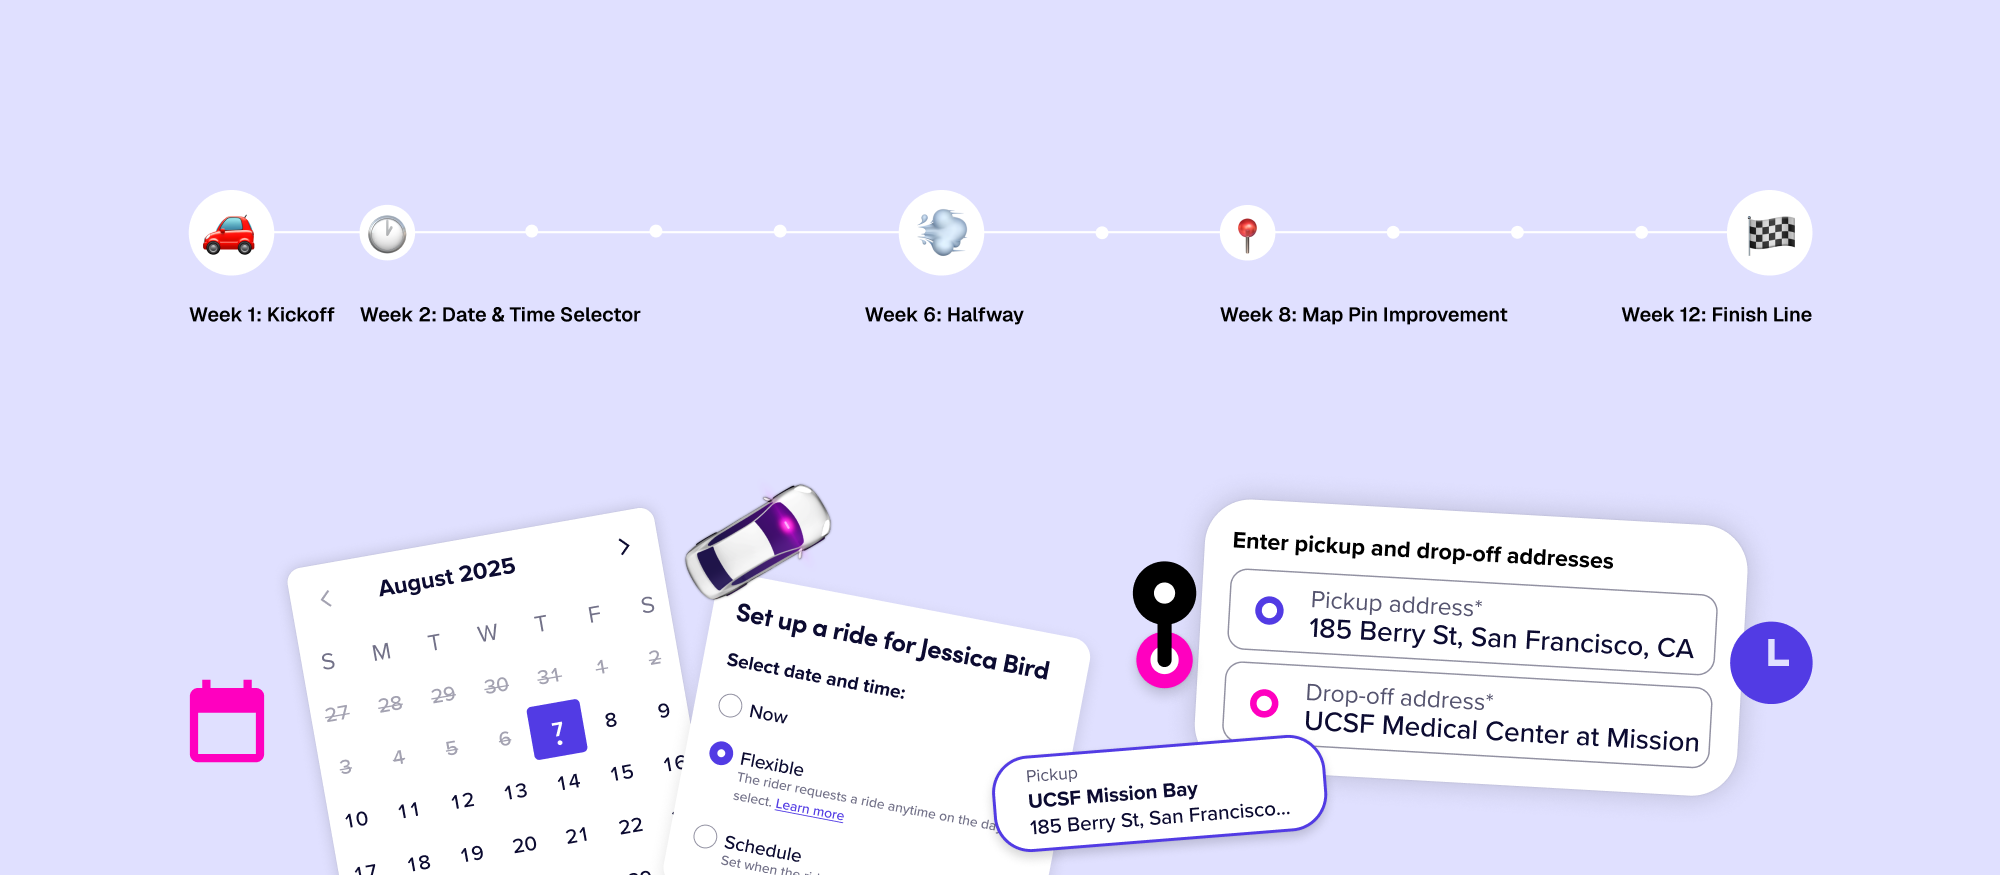 Week 1: Kickoff
Week 2: Date & Time Selector
Week 6: Halfway
Week 8: Map Pin Improvement
Week 12: Finish Line
August 2025
S M T W T F S
27 28 29 30 31 1 2
3 4 5 6 7 8 9
10 11 12 13 14 15 16
17 18 19 20 21 22
Set up a ride for Jessica Bird
Select date and time:
Now
Flexible
The rider requests a ride anytime on the da
select. Learn more
Schedule
Set when the
Enter pickup and drop-off addresses
Pickup address*
185 Berry St, San Francisco, CA
Drop-off address*
UCSF Medical Center at Mission
Pickup
UCSF Mission Bay
185 Berry St, San Francisco...